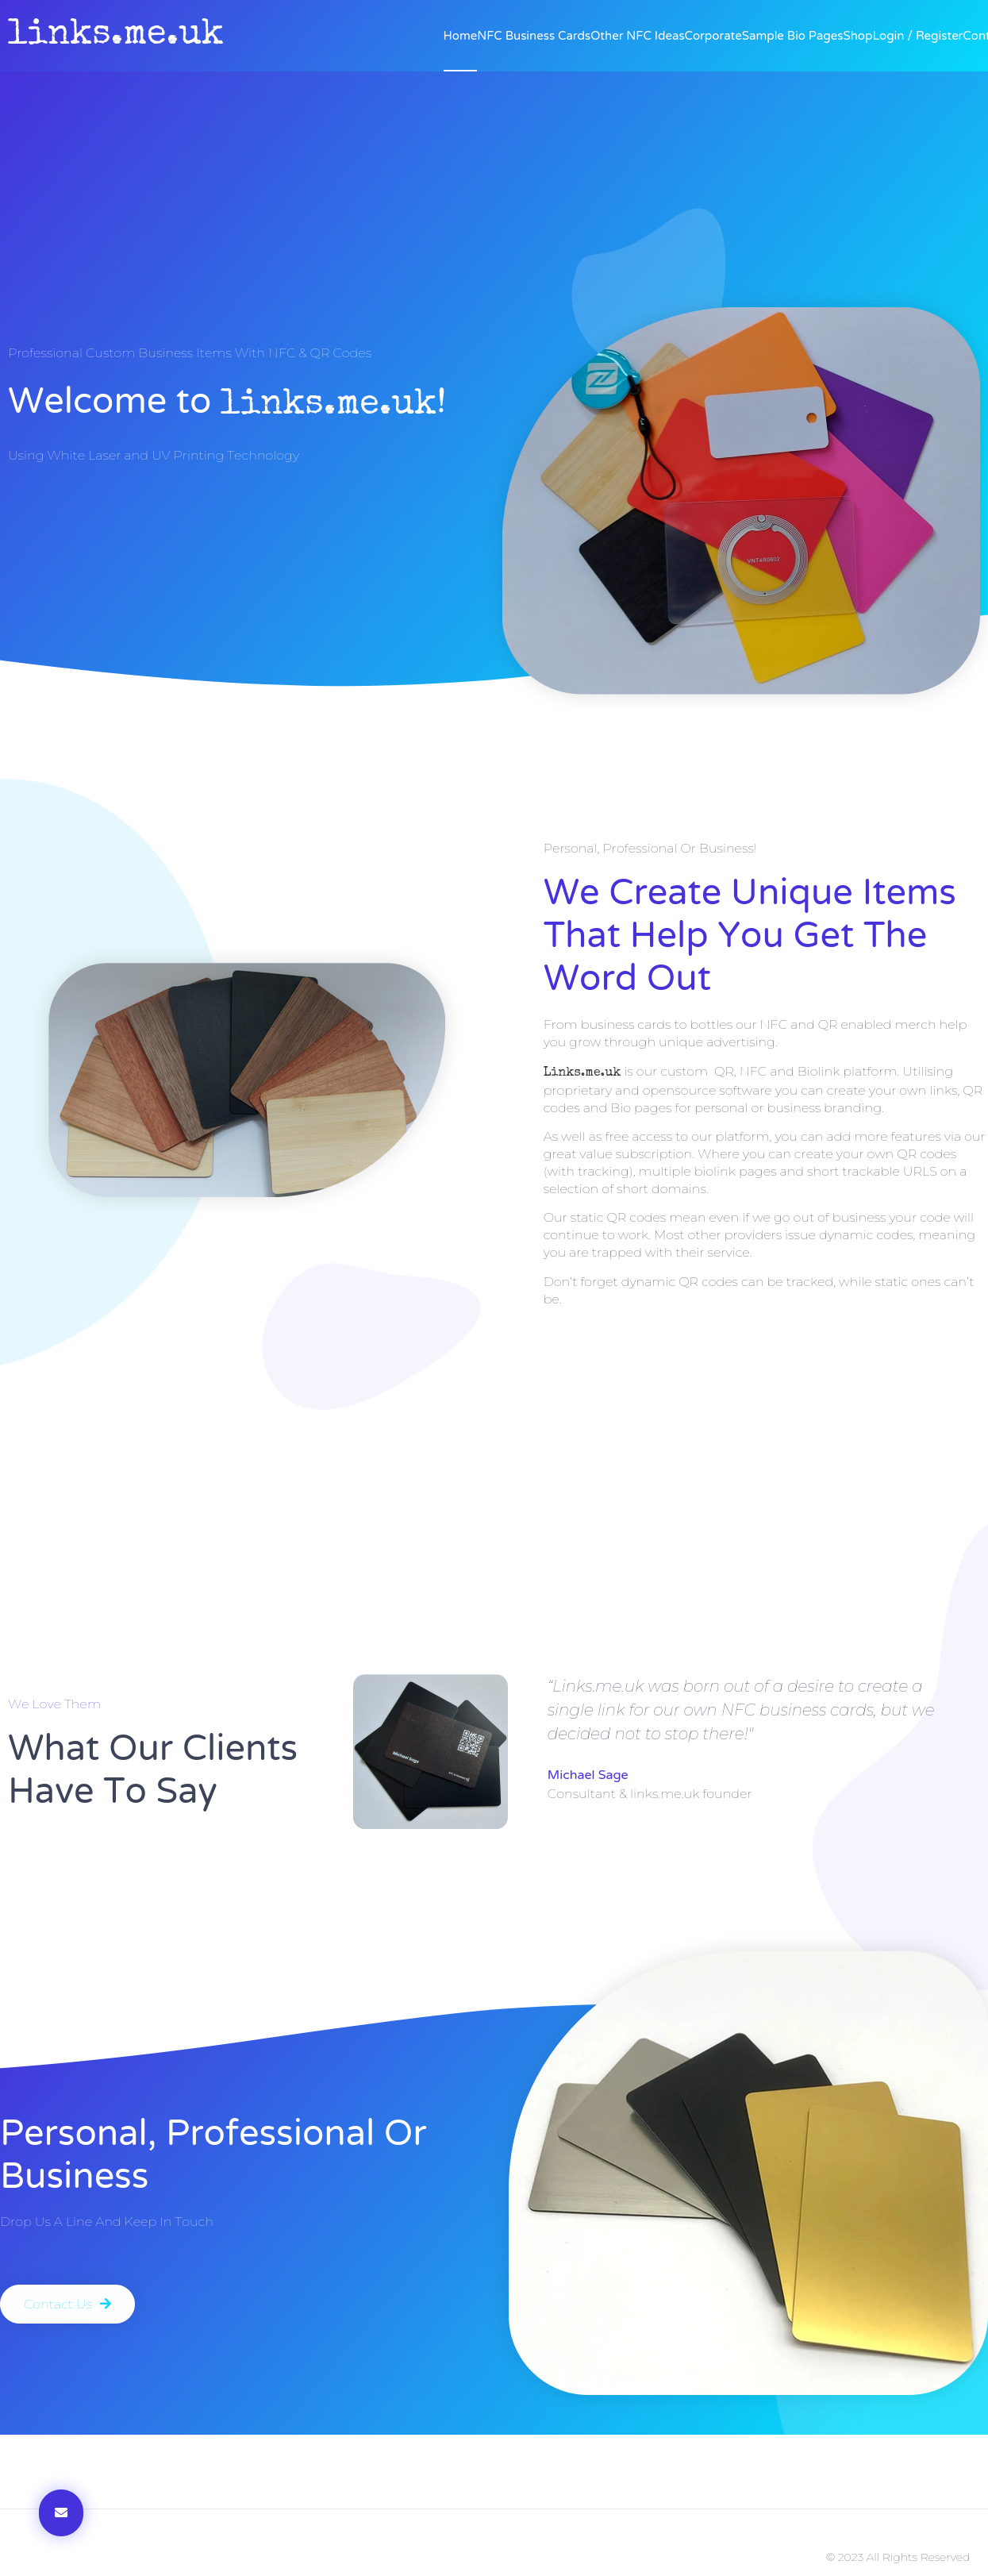 links.me.uk
HomeNFC Business CardsOther NFC IdeasCorporateSample Bio PagesShopLogin / RegisterCont
Professional Custom Business Items With NFC & QR Codes
Welcome to links.me.uk!
Using White Laser and UV Printing Technology
VNT4R0602
Personal, Professional Or Business!
We Create Unique Items
That Help You Get The
Word Out
From business cards to bottles our NFC and QR enabled merch help
you grow through unique advertising.
Links.me.uk is our custom  QR, NFC and Biolink platform. Utilising
proprietary and opensource software you can create your own links, QR
codes and Bio pages for personal or business branding.
As well as free access to our platform, you can add more features via our
great value subscription. Where you can create your own QR codes
(with tracking), multiple biolink pages and short trackable URLS on a
selection of short domains.
Our static QR codes mean even if we go out of business your code will
continue to work. Most other providers issue dynamic codes, meaning
you are trapped with their service.
Don’t forget dynamic QR codes can be tracked, while static ones can’t
be.
We Love Them
What Our Clients
Have To Say
Michael Sage
“Links.me.uk was born out of a desire to create a
single link for our own NFC business cards, but we
decided not to stop there!"
Michael Sage
Consultant & links.me.uk founder
Personal, Professional Or
Business
Drop Us A Line And Keep In Touch
Contact Us
© 2023 All Rights Reserved